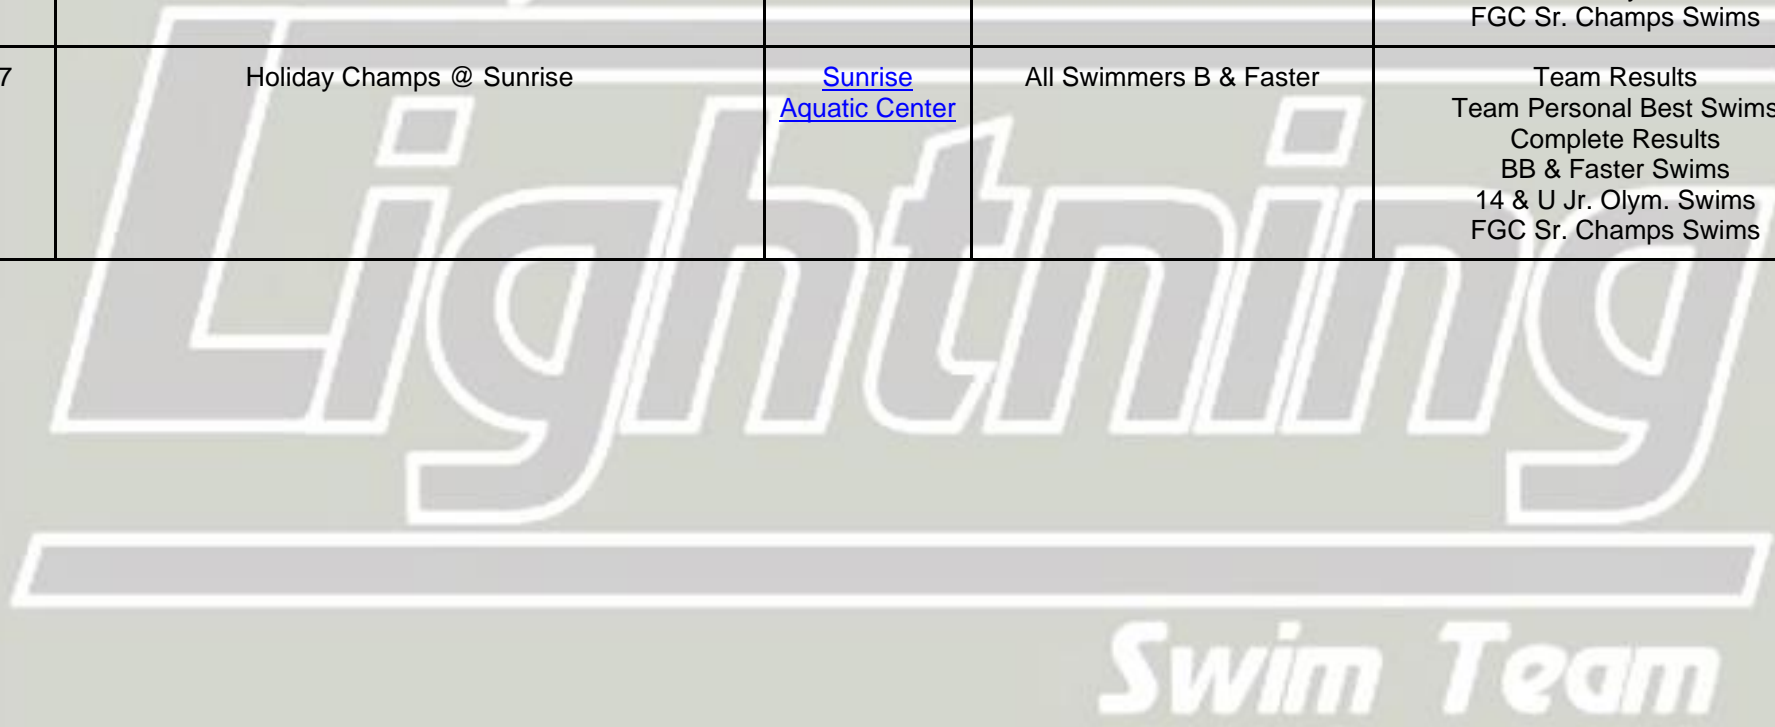 FGC Sr. Champs Swims
7
Holiday Champs @ Sunrise
Sunrise
Aquatic Center
All Swimmers B & Faster
Team Results
Team Personal Best Swims
Complete Results
BB & Faster Swims
14 & U Jr. Olym. Swims
FGC Sr. Champs Swims
Lightning
Swim Team